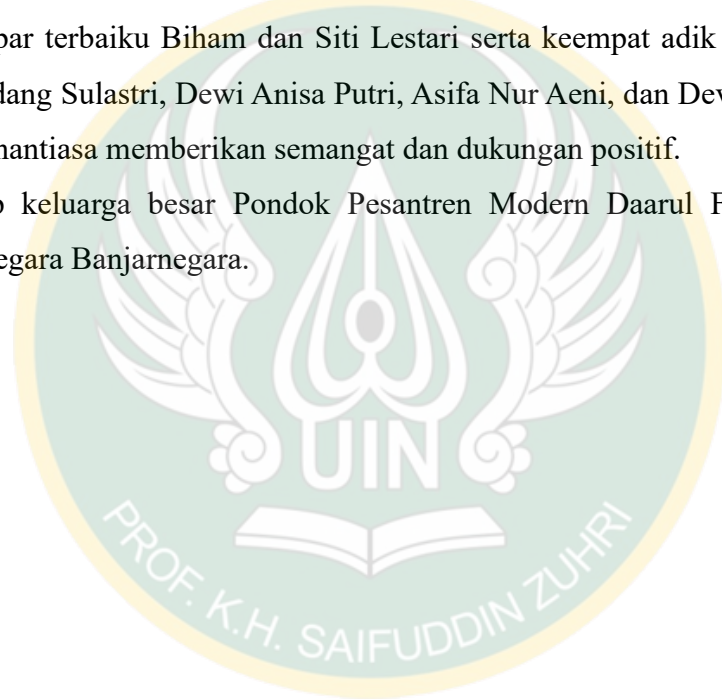 bar terbaiku Biham dan Siti Lestari serta keempat adik
dang Sulastri, Dewi Anisa Putri, Asifa Nur Aeni, dan Dev
nantiasa memberikan semangat dan dukungan positif.
keluarga besar Pondok Pesantren Modern Daarul F
egara Banjarnegara.
UIN
PROF. K.H. SAIFUDDIN ZUHRI